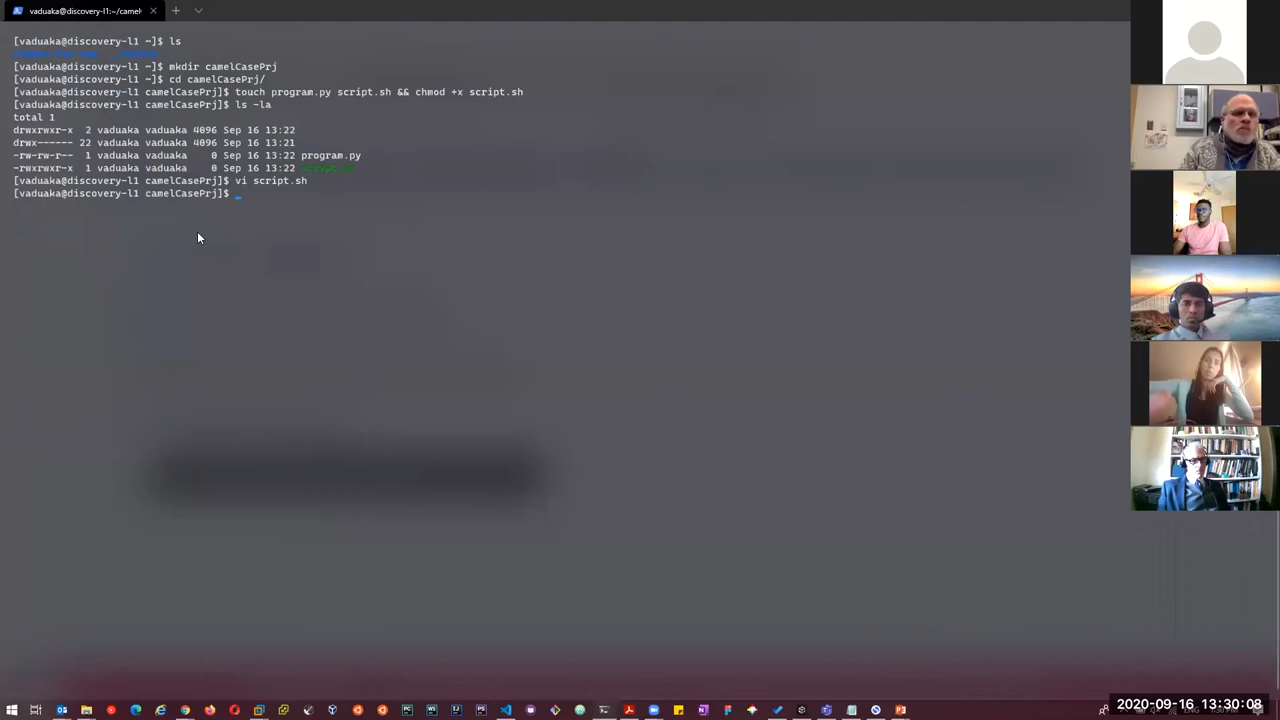 vaduaka@discovery-l1:~/camel
[vaduaka@discovery-l1 ~]$ ls
[vaduaka@discovery-l1 ~]$ mkdir camelCasePrj
[vaduaka@discovery-l1 ~]$ cd camelCasePrj/
[vaduaka@discovery-l1 camelCasePrj]$ touch program.py script.sh && chmod +x script.sh
[vaduaka@discovery-l1 camelCasePrj]$ ls -la
total 1
drwxrwxr-x 2 vaduaka vaduaka 4096 Sep 16 13:22
drwx------ 22 vaduaka vaduaka 4096 Sep 16 13:21
-rw-rw-r-- 1 vaduaka vaduaka 0 Sep 16 13:22 program.py
-rwxrwxr-x 1 vaduaka vaduaka 0 Sep 16 13:22 script.sh
[vaduaka@discovery-l1 camelCasePrj]$ vi script.sh
[vaduaka@discovery-l1 camelCasePrj]$
2020-09-16 13:30:08